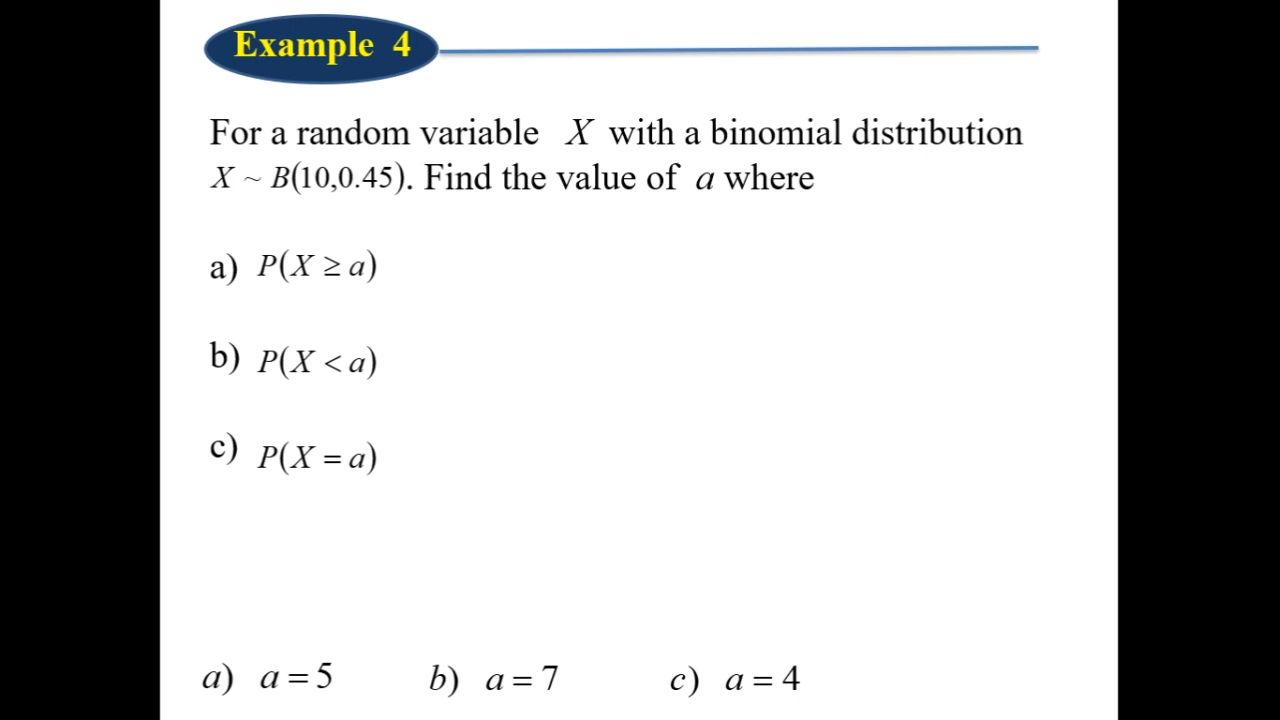 Example 4
For a random variable X with a binomial distribution
X ~ B(10,0.45). Find the value of a where
a) P(X ≥ a)
b) P(X < a)
c) P(X = a)
a) a = 5 b) a = 7 c) a = 4